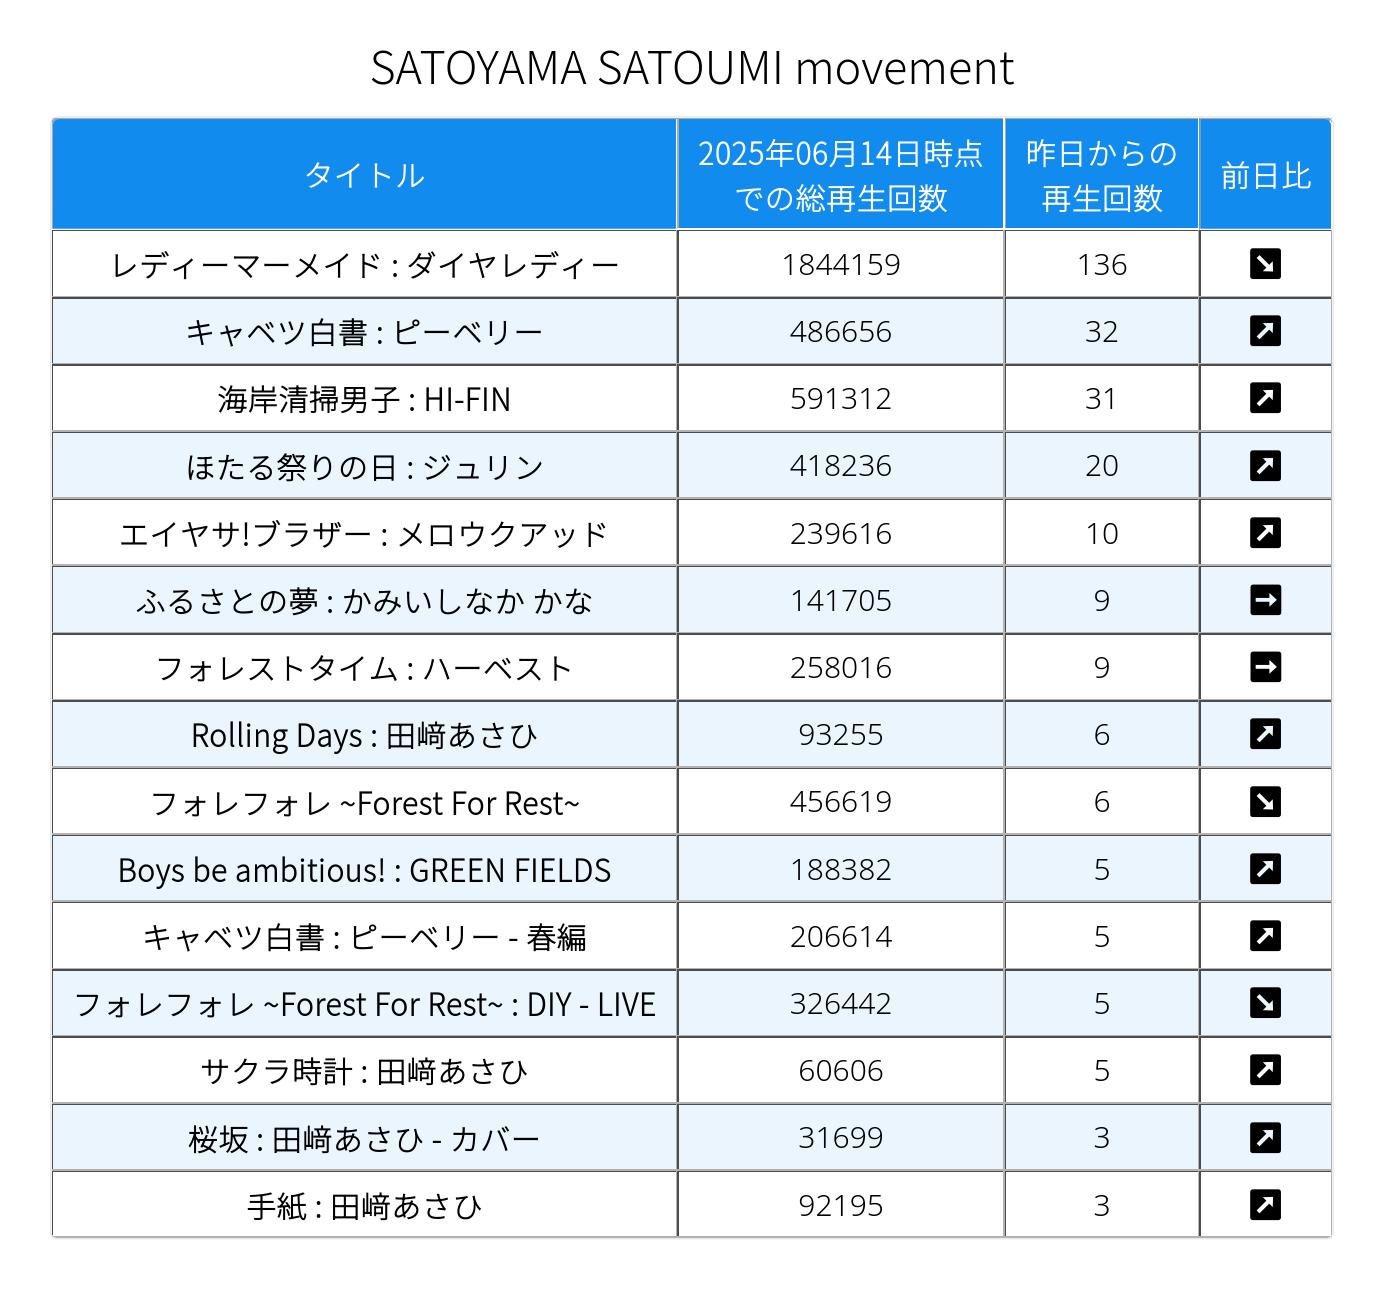 SATOYAMA SATOUMI movement
タイトル 2025年06月14日時点での総再生回数 昨日からの再生回数 前日比
レディーマーメイド : ダイヤレディー 1844159 136 ↘
キャベツ白書 : ピーベリー 486656 32 ↗
海岸清掃男子 : HI-FIN 591312 31 ↗
ほたる祭りの日 : ジュリン 418236 20 ↗
エイヤサ!ブラザー : メロウクアッド 239616 10 ↗
ふるさとの夢 : かみいしなか かな 141705 9 →
フォレストタイム : ハーベスト 258016 9 →
Rolling Days : 田﨑あさひ 93255 6 ↗
フォレフォレ ~Forest For Rest~ 456619 6 ↘
Boys be ambitious! : GREEN FIELDS 188382 5 ↗
キャベツ白書 : ピーベリー - 春編 206614 5 ↗
フォレフォレ ~Forest For Rest~ : DIY - LIVE 326442 5 ↘
サクラ時計 : 田﨑あさひ 60606 5 ↗
桜坂 : 田﨑あさひ - カバー 31699 3 ↗
手紙 : 田﨑あさひ 92195 3 ↗